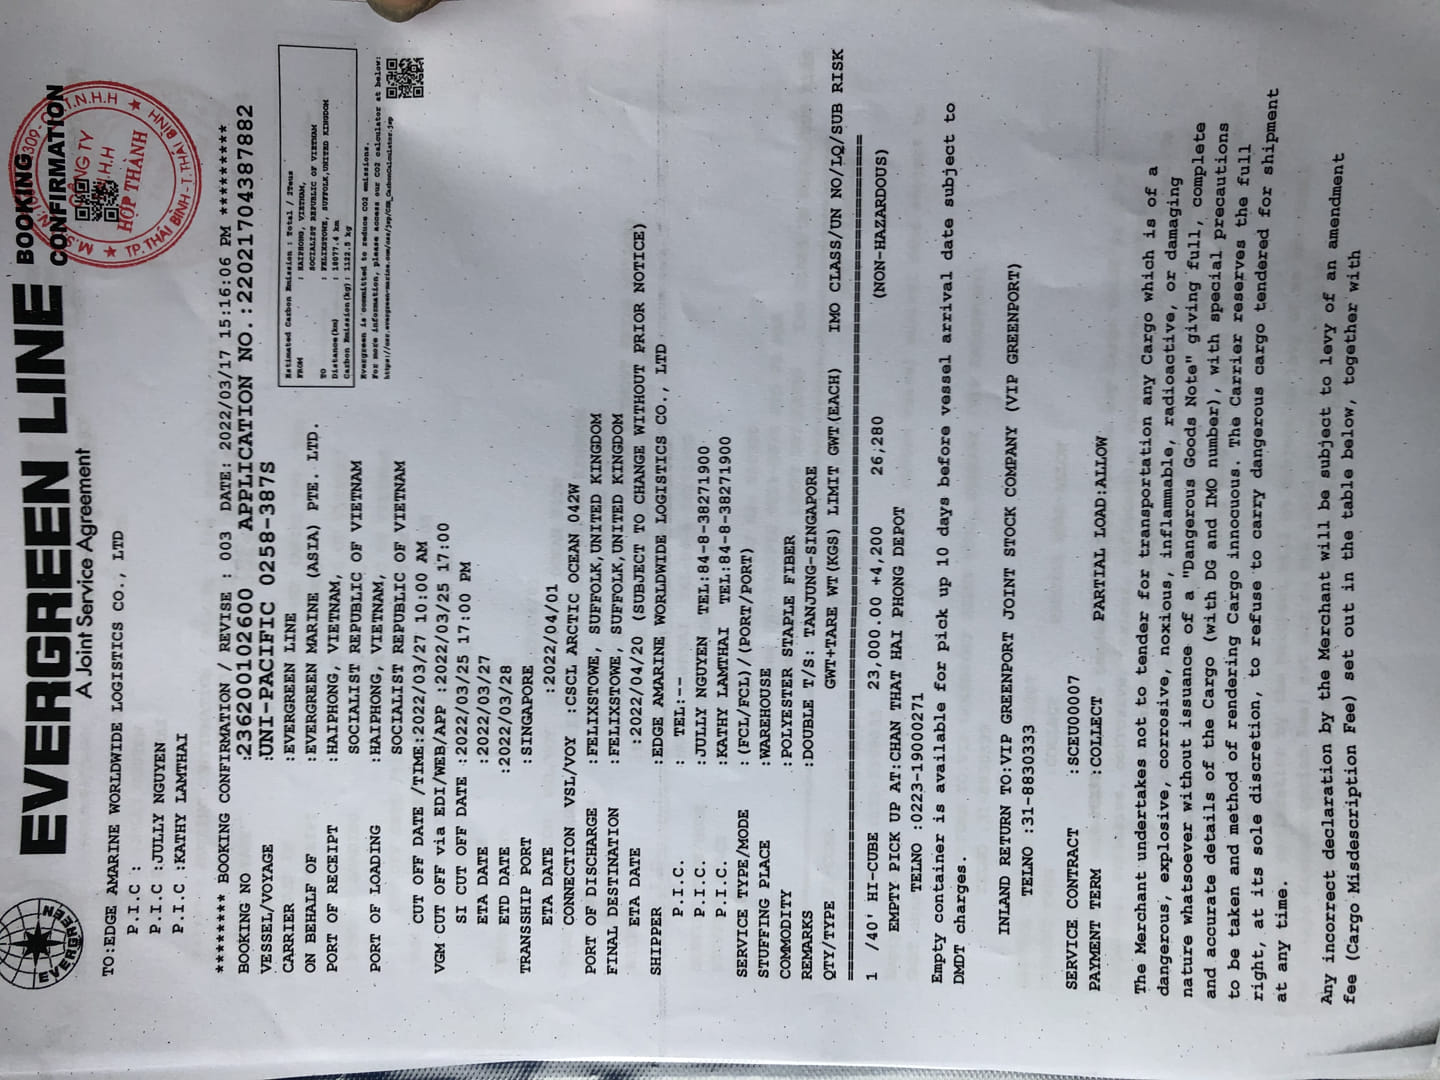 EVERGREEN
EVERGREEN LINE
A Joint Service Agreement
BOOKING
CONFIRMATION
CÔNG TY
T.N.H.H
HỢP THÀNH
TP.THÁI BÌNH - T.THÁI BÌNH
TO:EDGE AMARINE WORLDWIDE LOGISTICS CO., LTD
P.I.C :
P.I.C :JULLY NGUYEN
P.I.C :KATHY LAMTHAI
******** BOOKING CONFIRMATION / REVISE : 003 DATE: 2022/03/17 15:16:06 PM *********
BOOKING NO :236200102600 APPLICATION NO.:22021704387882
VESSEL/VOYAGE :UNI-PACIFIC 0258-387S
CARRIER :EVERGREEN LINE
ON BEHALF OF :EVERGREEN MARINE (ASIA) PTE. LTD.
PORT OF RECEIPT :HAIPHONG, VIETNAM,
SOCIALIST REPUBLIC OF VIETNAM
PORT OF LOADING :HAIPHONG, VIETNAM,
SOCIALIST REPUBLIC OF VIETNAM
Estimated Carbon Emission : Total / 2Teus
FROM : HAIPHONG, VIETNAM,
SOCIALIST REPUBLIC OF VIETNAM
TO : FELIXSTOWE, SUFFOLK,UNITED KINGDOM
Distance(km) : 18077.4 km
Carbon Emission(kg): 1122.5 kg
Evergreen is committed to reduce CO2 emissions.
For more information, please access our CO2 calculator at below:
https://csr.evergreen-marine.com/csr/jsp/CSR_CarbonCalculator.jsp
CUT OFF DATE /TIME:2022/03/27 10:00 AM
VGM CUT OFF via EDI/WEB/APP :2022/03/25 17:00
SI CUT OFF DATE :2022/03/25 17:00 PM
ETA DATE :2022/03/27
ETD DATE :2022/03/28
TRANSSHIP PORT :SINGAPORE
ETA DATE :2022/04/01
CONNECTION VSL/VOY :CSCL ARCTIC OCEAN 042W
PORT OF DISCHARGE :FELIXSTOWE, SUFFOLK,UNITED KINGDOM
FINAL DESTINATION :FELIXSTOWE, SUFFOLK,UNITED KINGDOM
ETA DATE :2022/04/20 (SUBJECT TO CHANGE WITHOUT PRIOR NOTICE)
SHIPPER :EDGE AMARINE WORLDWIDE LOGISTICS CO., LTD
P.I.C. : TEL:--
P.I.C. :JULLY NGUYEN TEL:84-8-38271900
P.I.C. :KATHY LAMTHAI TEL:84-8-38271900
SERVICE TYPE/MODE :(FCL/FCL)/(PORT/PORT)
STUFFING PLACE :WAREHOUSE
COMMODITY :POLYESTER STAPLE FIBER
REMARKS :DOUBLE T/S: TANJUNG-SINGAPORE
QTY/TYPE GWT+TARE WT(KGS) LIMIT GWT(EACH) IMO CLASS/UN NO/LQ/SUB RISK
1 /40' HI-CUBE 23,000.00 +4,200 26,280 (NON-HAZARDOUS)
EMPTY PICK UP AT:CHAN THAT HAI PHONG DEPOT
TELNO :0223-19000271
Empty container is available for pick up 10 days before vessel arrival date subject to
DMDT charges.
INLAND RETURN TO:VIP GREENPORT JOINT STOCK COMPANY (VIP GREENPORT)
TELNO :31-8830333
SERVICE CONTRACT :SCEU00007
PAYMENT TERM :COLLECT PARTIAL LOAD:ALLOW
The Merchant undertakes not to tender for transportation any Cargo which is of a
dangerous, explosive, corrosive, noxious, inflammable, radioactive, or damaging
nature whatsoever without issuance of a "Dangerous Goods Note" giving full, complete
and accurate details of the Cargo (with DG and IMO number), with special precautions
to be taken and method of rendering Cargo innocuous. The Carrier reserves the full
right, at its sole discretion, to refuse to carry dangerous cargo tendered for shipment
at any time.
Any incorrect declaration by the Merchant will be subject to levy of an amendment
fee (Cargo Misdescription Fee) set out in the table below, together with